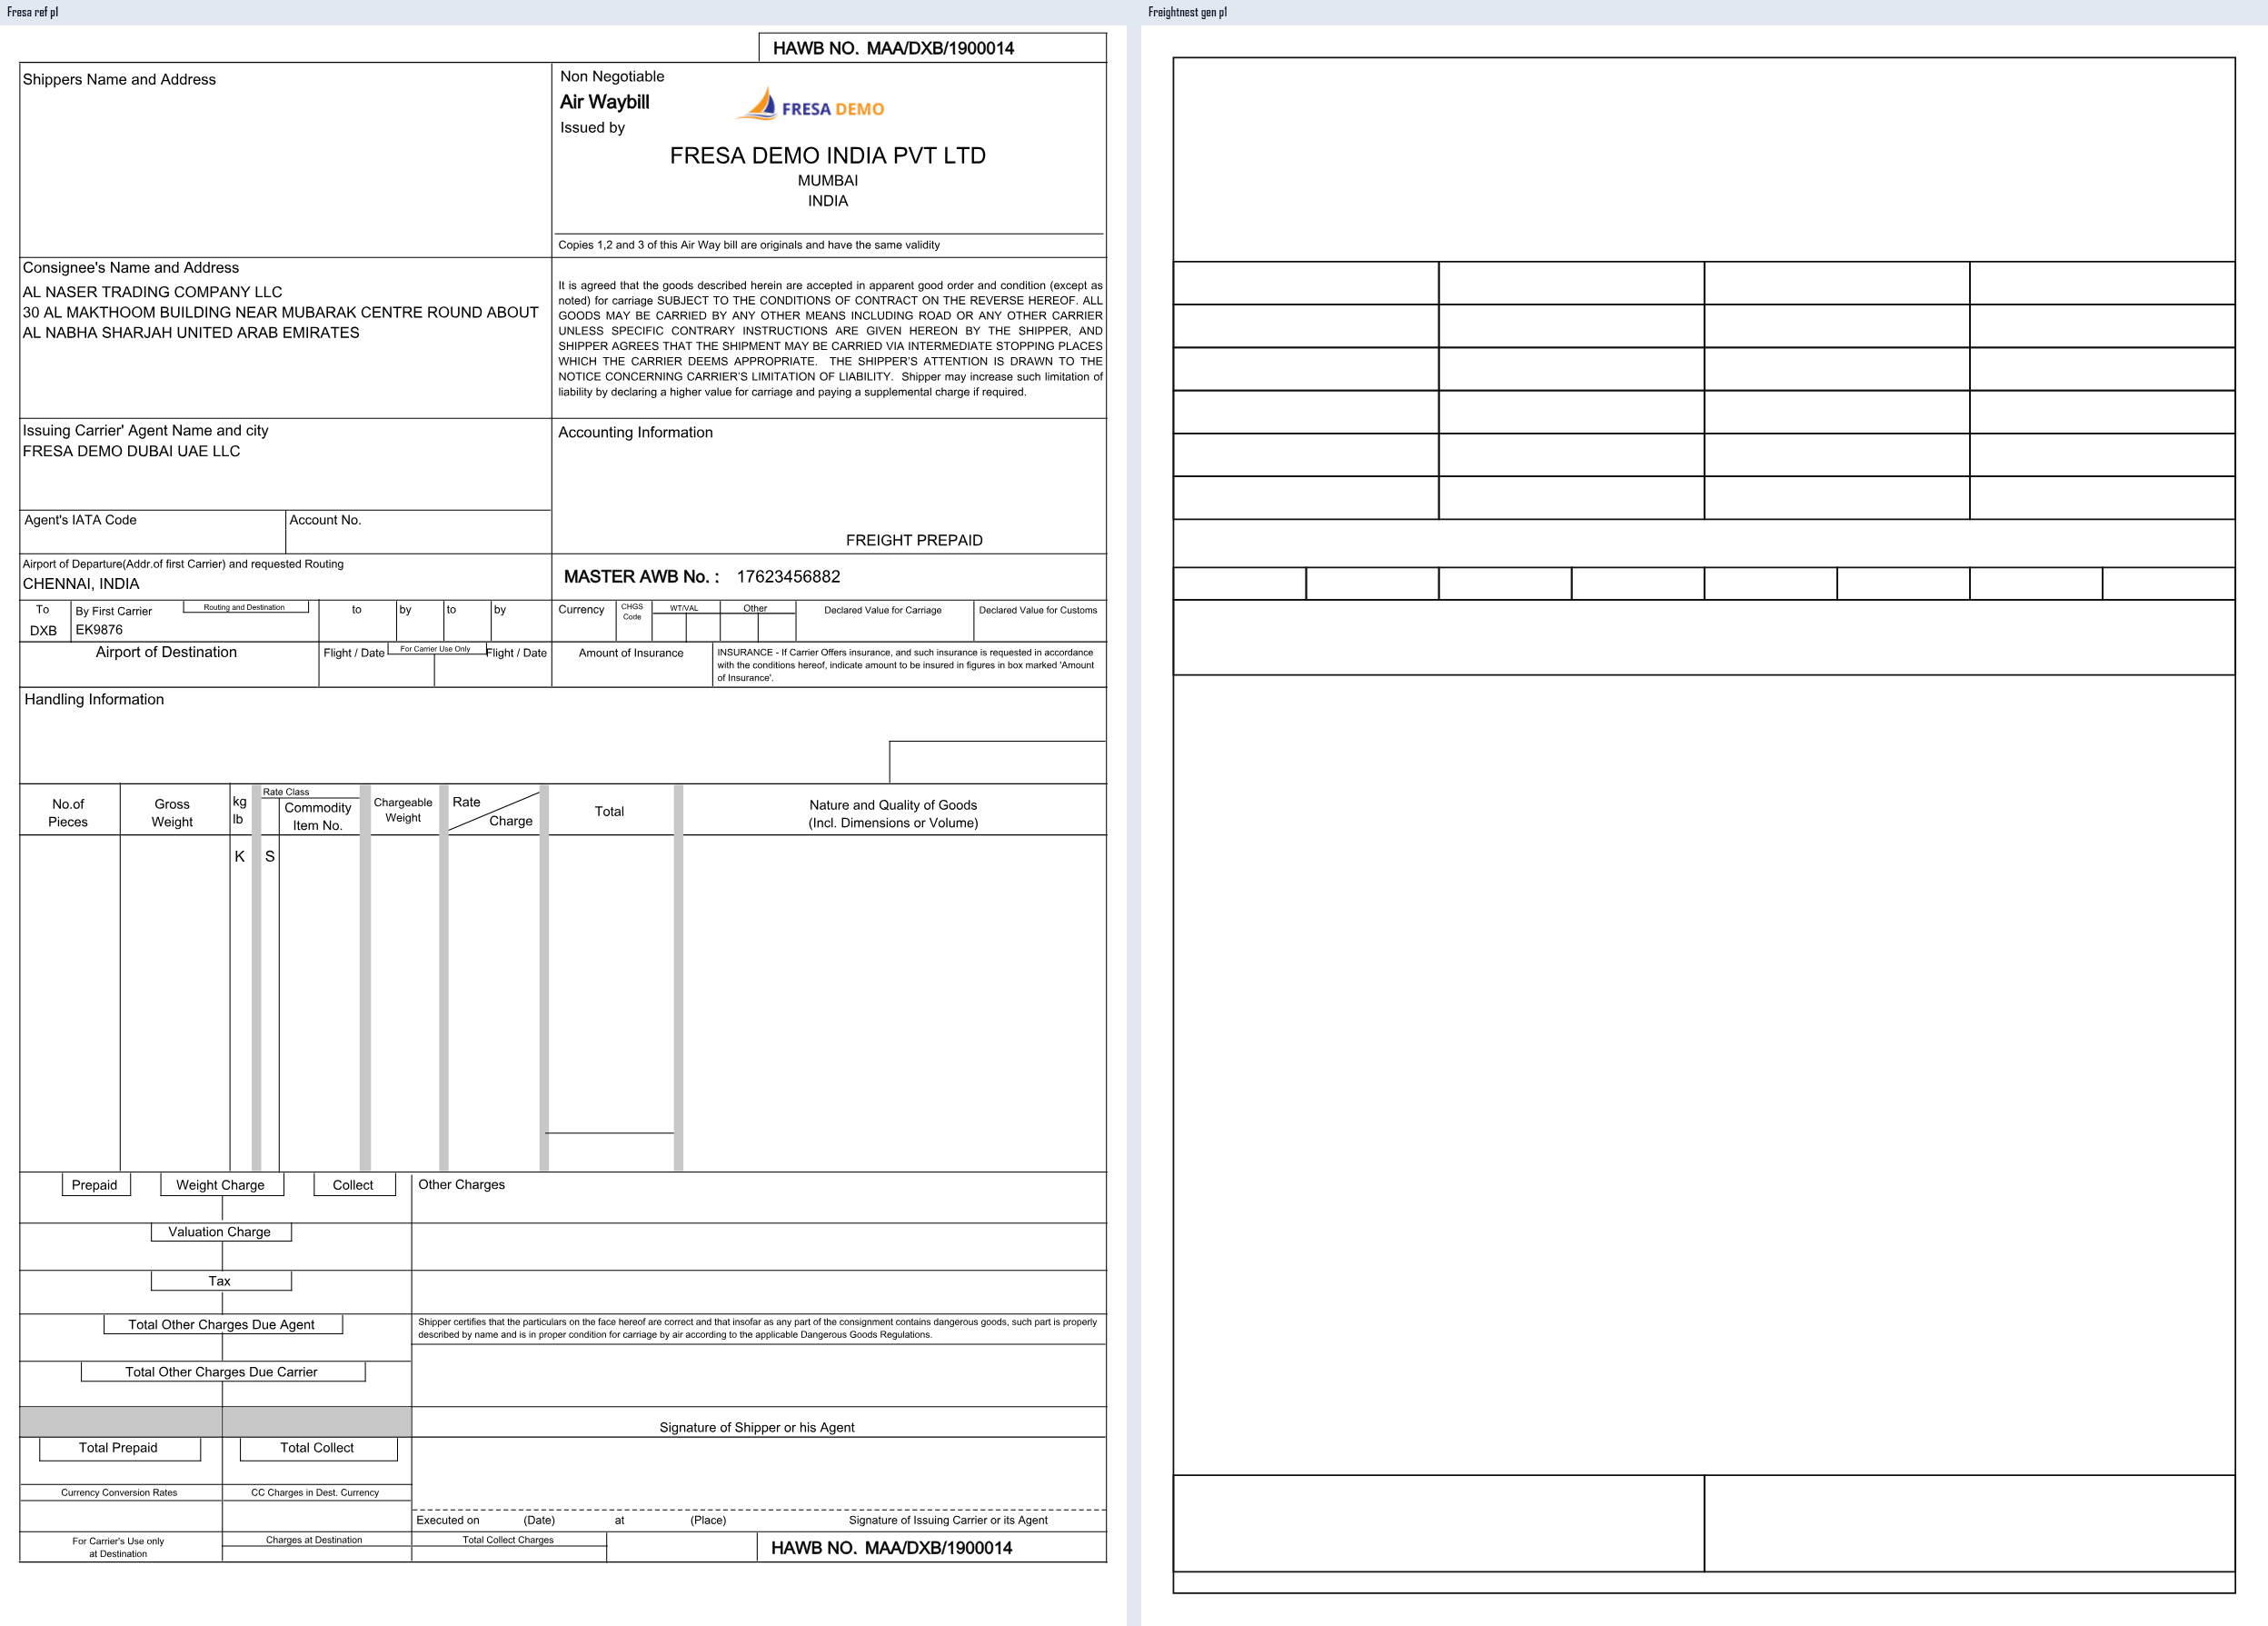 Fresa ref p1
Freightnest gen p1
HAWB NO. MAA/DXB/1900014
Shippers Name and Address
Non Negotiable
Air Waybill
FRESA DEMO
Issued by
FRESA DEMO INDIA PVT LTD
MUMBAI
INDIA
Copies 1,2 and 3 of this Air Way bill are originals and have the same validity
Consignee's Name and Address
AL NASER TRADING COMPANY LLC
30 AL MAKTHOOM BUILDING NEAR MUBARAK CENTRE ROUND ABOUT
AL NABHA SHARJAH UNITED ARAB EMIRATES
It is agreed that the goods described herein are accepted in apparent good order and condition (except as
noted) for carriage SUBJECT TO THE CONDITIONS OF CONTRACT ON THE REVERSE HEREOF. ALL
GOODS MAY BE CARRIED BY ANY OTHER MEANS INCLUDING ROAD OR ANY OTHER CARRIER
UNLESS SPECIFIC CONTRARY INSTRUCTIONS ARE GIVEN HEREON BY THE SHIPPER, AND
SHIPPER AGREES THAT THE SHIPMENT MAY BE CARRIED VIA INTERMEDIATE STOPPING PLACES
WHICH THE CARRIER DEEMS APPROPRIATE. THE SHIPPER'S ATTENTION IS DRAWN TO THE
NOTICE CONCERNING CARRIER'S LIMITATION OF LIABILITY. Shipper may increase such limitation of
liability by declaring a higher value for carriage and paying a supplemental charge if required.
Issuing Carrier' Agent Name and city
FRESA DEMO DUBAI UAE LLC
Accounting Information
Agent's IATA Code
Account No.
FREIGHT PREPAID
Airport of Departure(Addr.of first Carrier) and requested Routing
CHENNAI, INDIA
MASTER AWB No. : 17623456882
To
DXB
By First Carrier
EK9876
Routing and Destination
to
by
to
by
Currency
CHGS
Code
WT/VAL
Other
Declared Value for Carriage
Declared Value for Customs
Airport of Destination
Flight / Date
For Carrier Use Only
Flight / Date
Amount of Insurance
INSURANCE - If Carrier Offers insurance, and such insurance is requested in accordance
with the conditions hereof, indicate amount to be insured in figures in box marked 'Amount
of Insurance'.
Handling Information
No.of
Pieces
Gross
Weight
kg
lb
Rate Class
Commodity
Item No.
Chargeable
Weight
Rate
Charge
Total
Nature and Quality of Goods
(Incl. Dimensions or Volume)
K
S
Prepaid
Weight Charge
Collect
Other Charges
Valuation Charge
Tax
Total Other Charges Due Agent
Shipper certifies that the particulars on the face hereof are correct and that insofar as any part of the consignment contains dangerous goods, such part is properly
described by name and is in proper condition for carriage by air according to the applicable Dangerous Goods Regulations.
Total Other Charges Due Carrier
Signature of Shipper or his Agent
Total Prepaid
Total Collect
Currency Conversion Rates
CC Charges in Dest. Currency
Executed on
(Date)
at
(Place)
Signature of Issuing Carrier or its Agent
For Carrier's Use only
at Destination
Charges at Destination
Total Collect Charges
HAWB NO. MAA/DXB/1900014